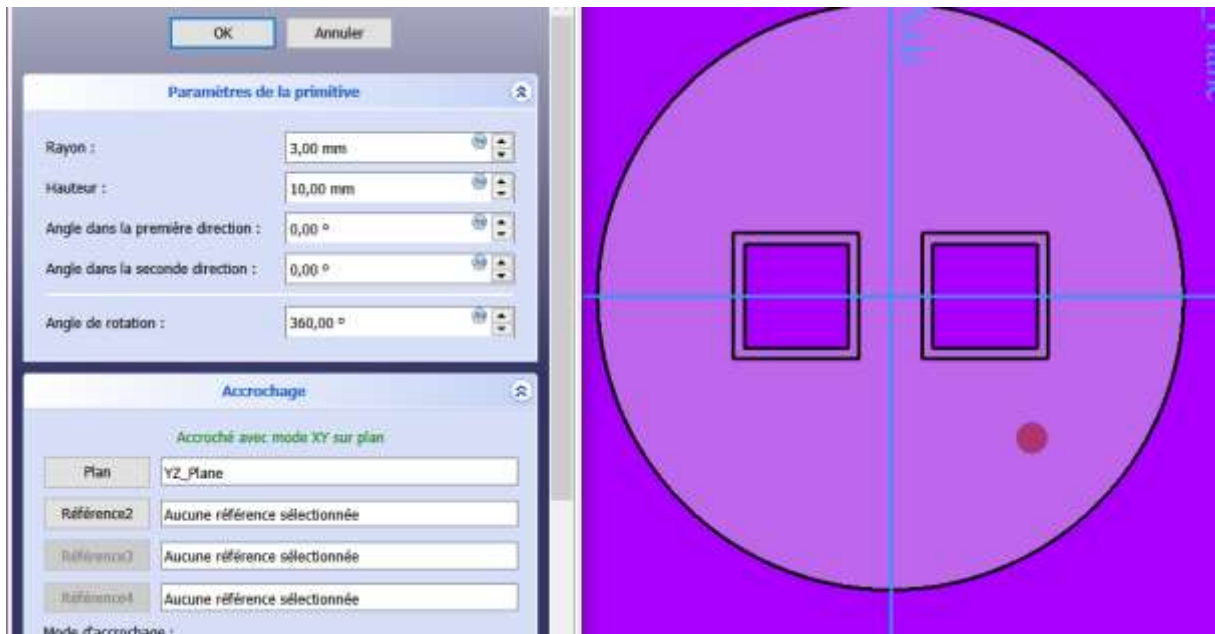 OK Annuler
Paramètres de la primitive
Rayon : 3,00 mm
Hauteur : 10,00 mm
Angle dans la première direction : 0,00 °
Angle dans la seconde direction : 0,00 °
Angle de rotation : 360,00 °
Accrochage
Accroché avec mode XY sur plan
Plan YZ_Plane
Référence2 Aucune référence sélectionnée
Référence3 Aucune référence sélectionnée
Référence4 Aucune référence sélectionnée
Mode d'accrochage :